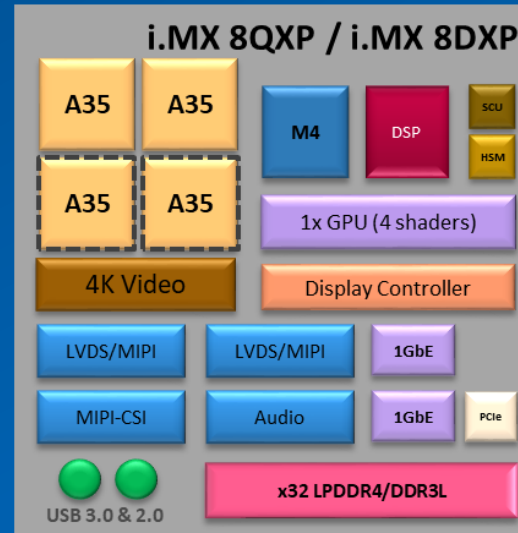 i.MX 8QXP / i.MX 8DXP
A35
A35
M4
DSP
SCU
HSM
A35
A35
1x GPU (4 shaders)
4K Video
Display Controller
LVDS/MIPI
LVDS/MIPI
1GbE
MIPI-CSI
Audio
1GbE
PCIe
USB 3.0 & 2.0
x32 LPDDR4/DDR3L